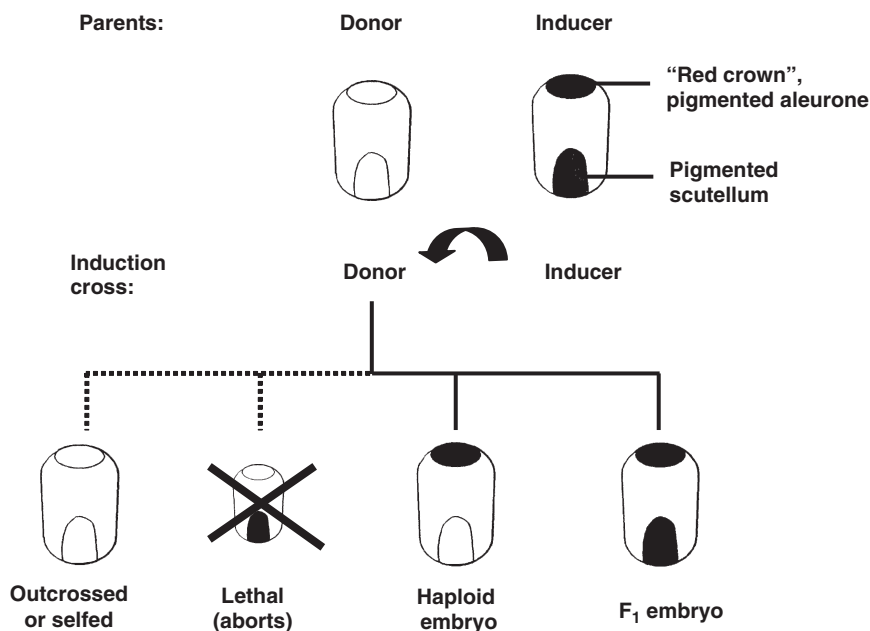 Parents:
Donor
Inducer
“Red crown”,
pigmented aleurone
Pigmented
scutellum
Induction
cross:
Donor
Inducer
Outcrossed
or selfed
Lethal
(aborts)
Haploid
embryo
F₁ embryo